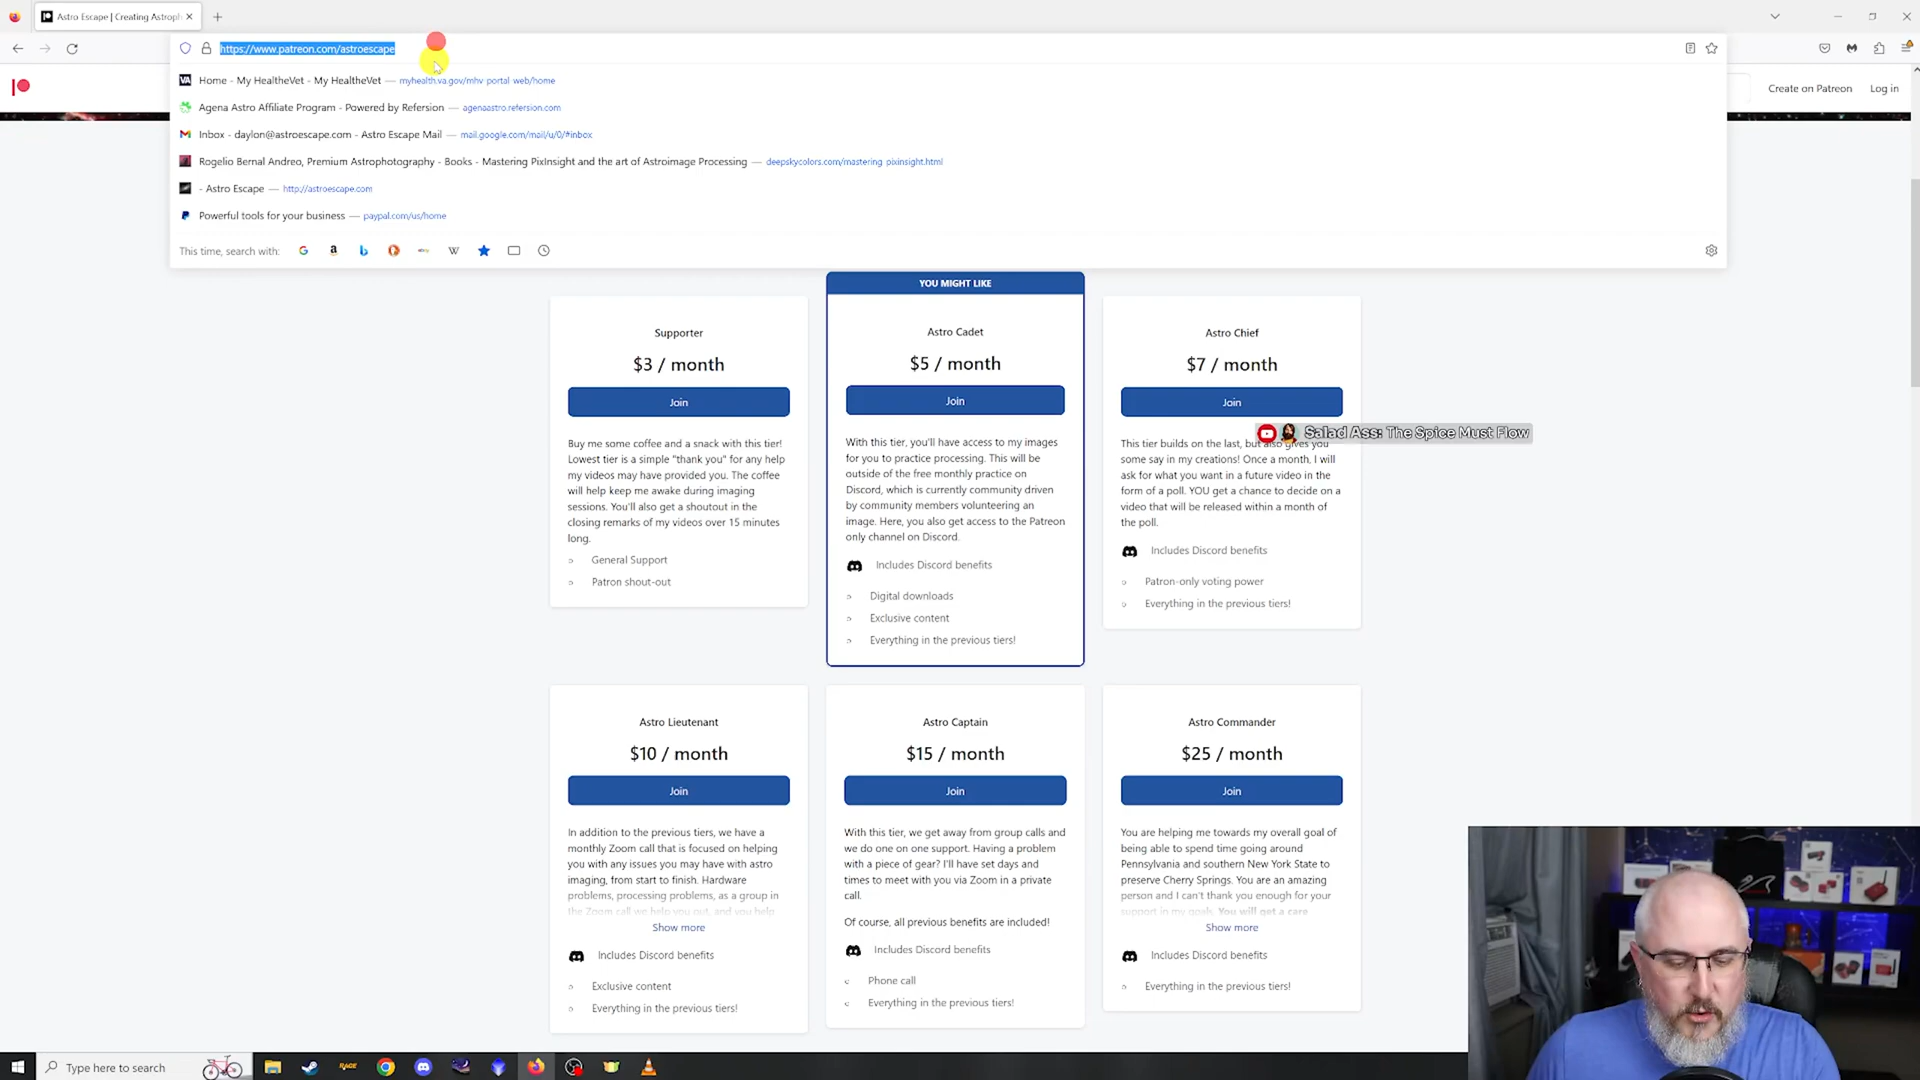 Astro Escape | Creating Astroph
https://www.patreon.com/astroescape
Home - My HealtheVet - My HealtheVet — myhealth.va.gov/mhv-portal-web/home
Agena Astro Affiliate Program - Powered by Refersion — agenaastro.refersion.com
Inbox - daylon@astroescape.com - Astro Escape Mail — mail.google.com/mail/u/0/#inbox
Rogelio Bernal Andreo, Premium Astrophotography - Books - Mastering PixInsight and the art of Astroimage Processing — deepskycolors.com/mastering-pixinsight.html
- Astro Escape — http://astroescape.com
Powerful tools for your business — paypal.com/us/home
This time, search with:
Create on Patreon Log in
YOU MIGHT LIKE
Supporter
$3 / month
Join
Buy me some coffee and a snack with this tier!
Lowest tier is a simple "thank you" for any help
my videos may have provided you. The coffee
will help keep me awake during imaging
sessions. You'll also get a shoutout in the
closing remarks of my videos over 15 minutes
long.
General Support
Patron shout-out
Astro Cadet
$5 / month
Join
With this tier, you'll have access to my images
for you to practice processing. This will be
outside of the free monthly practice on
Discord, which is currently community driven
by community members volunteering an
image. Here, you also get access to the Patreon
only channel on Discord.
Includes Discord benefits
Digital downloads
Exclusive content
Everything in the previous tiers!
Astro Chief
$7 / month
Join
Salad Ass: The Spice Must Flow
This tier builds on the last, but also gives you
some say in my creations! Once a month, I will
ask for what you want in a future video in the
form of a poll. YOU get a chance to decide on a
video that will be released within a month of
the poll.
Includes Discord benefits
Patron-only voting power
Everything in the previous tiers!
Astro Lieutenant
$10 / month
Join
In addition to the previous tiers, we have a
monthly Zoom call that is focused on helping
you with any issues you may have with astro
imaging, from start to finish. Hardware
problems, processing problems, as a group in
the Zoom call we help you out, and you help
Show more
Includes Discord benefits
Exclusive content
Everything in the previous tiers!
Astro Captain
$15 / month
Join
With this tier, we get away from group calls and
we do one on one support. Having a problem
with a piece of gear? I'll have set days and
times to meet with you via Zoom in a private
call.
Of course, all previous benefits are included!
Includes Discord benefits
Phone call
Everything in the previous tiers!
Astro Commander
$25 / month
Join
You are helping me towards my overall goal of
being able to spend time going around
Pennsylvania and southern New York State to
preserve Cherry Springs. You are an amazing
person and I can't thank you enough for your
support in my goals. You will get a care
Show more
Includes Discord benefits
Everything in the previous tiers!
Type here to search